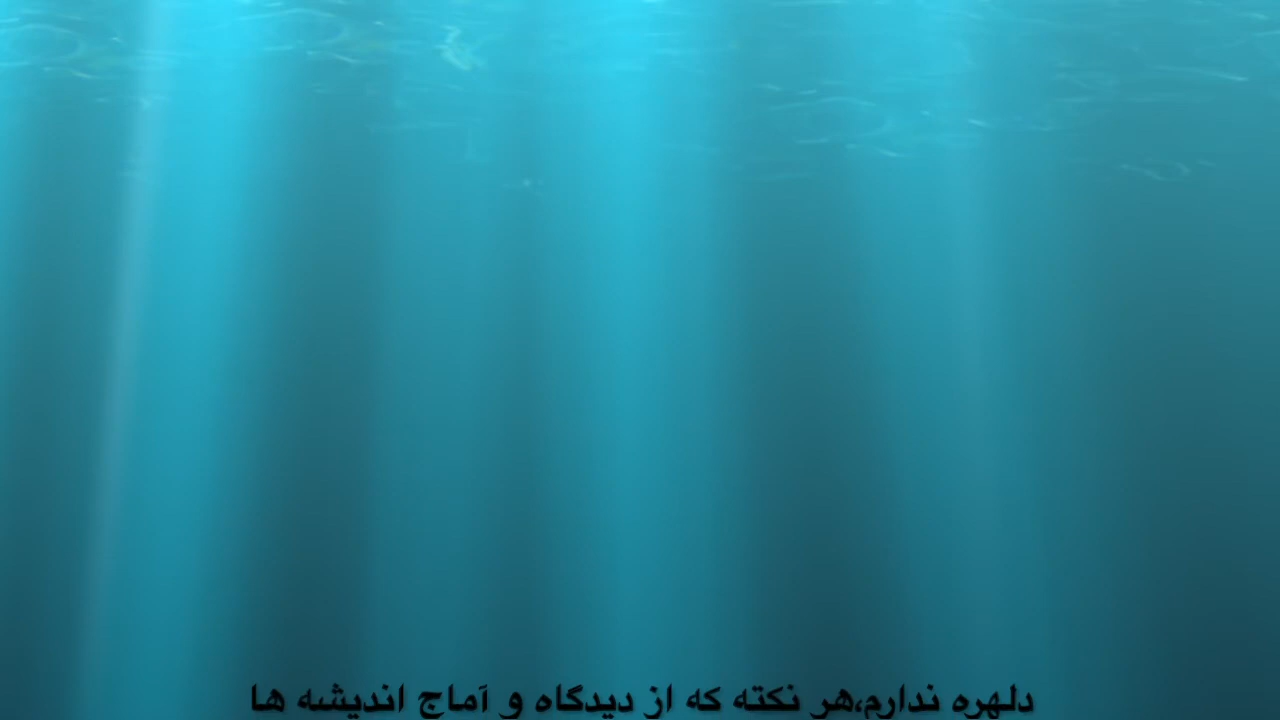 دلهره ندارم،هر نکته که از دیدگاه و آماج اندیشه ها